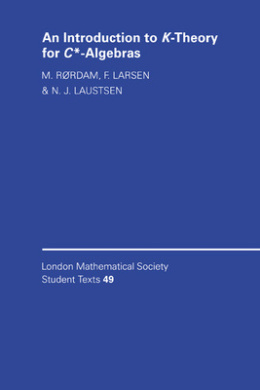 An Introduction to K-Theory
for C*-Algebras
M. RØRDAM, F. LARSEN
& N. J. LAUSTSEN
London Mathematical Society
Student Texts 49